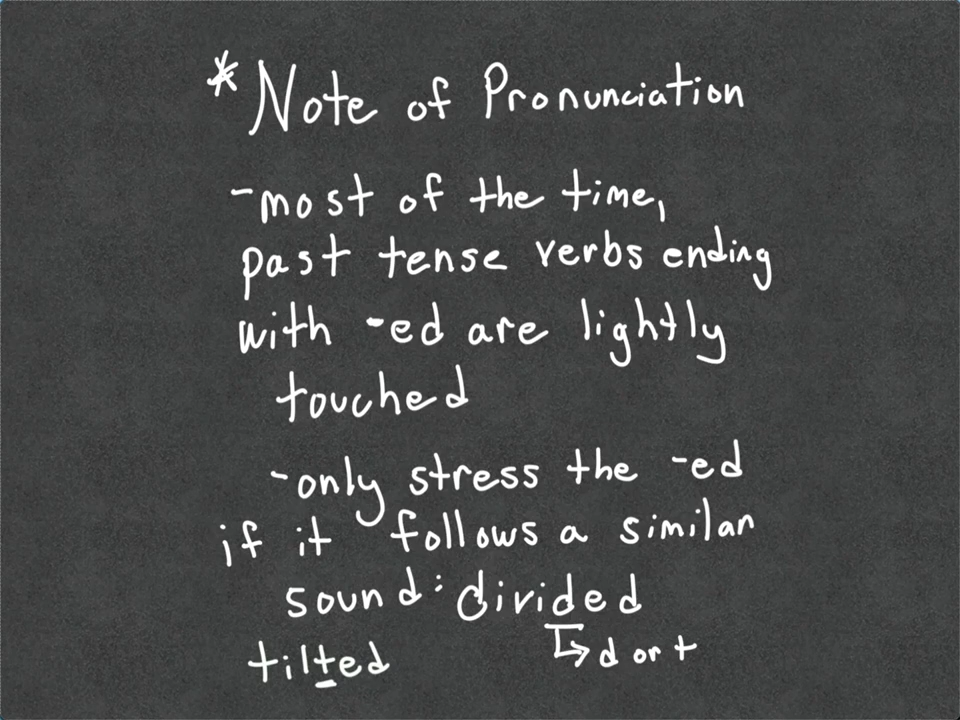 *Note of Pronunciation
-most of the time,
past tense verbs ending
with -ed are lightly
touched
-only stress the -ed
if it follows a similar
sound: divided
↳ d or t
tilted